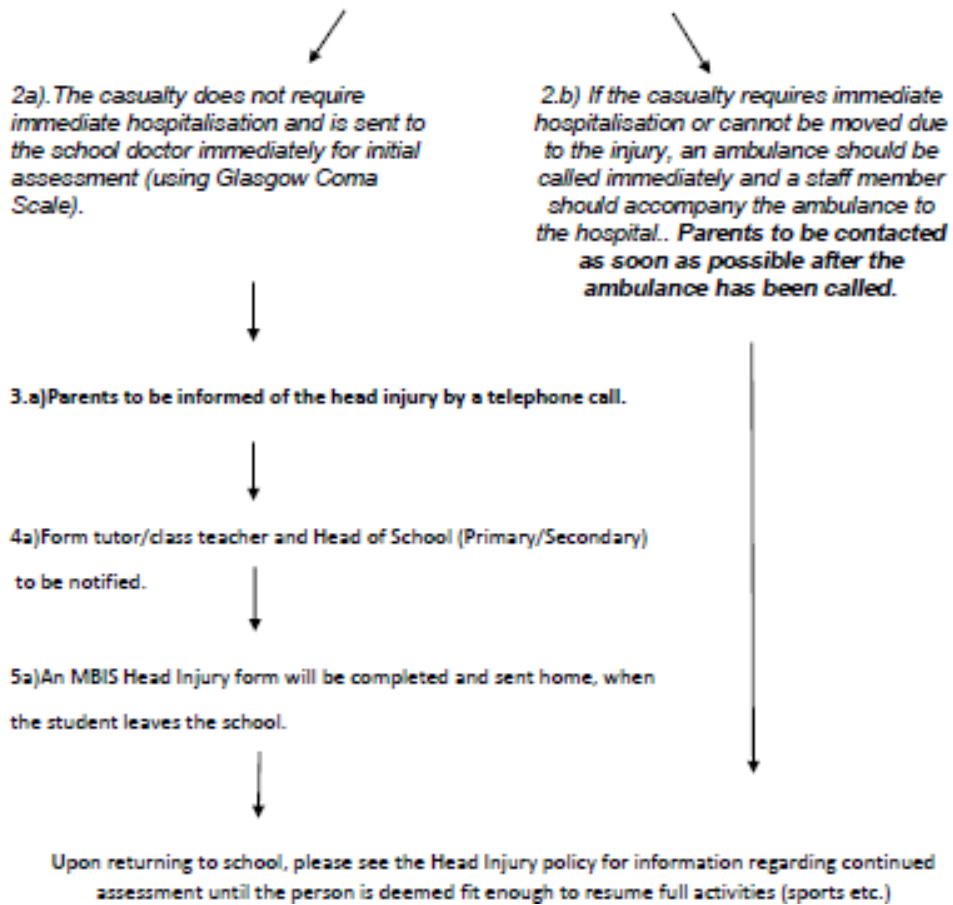 2a).The casualty does not require
immediate hospitalisation and is sent to
the school doctor immediately for initial
assessment (using Glasgow Coma
Scale).
2.b) If the casualty requires immediate
hospitalisation or cannot be moved due
to the injury, an ambulance should be
called immediately and a staff member
should accompany the ambulance to
the hospital.. Parents to be contacted
as soon as possible after the
ambulance has been called.
3.a)Parents to be informed of the head injury by a telephone call.
4a)Form tutor/class teacher and Head of School (Primary/Secondary)
to be notified.
5a)An MBIS Head Injury form will be completed and sent home, when
the student leaves the school.
Upon returning to school, please see the Head Injury policy for information regarding continued
assessment until the person is deemed fit enough to resume full activities (sports etc.)